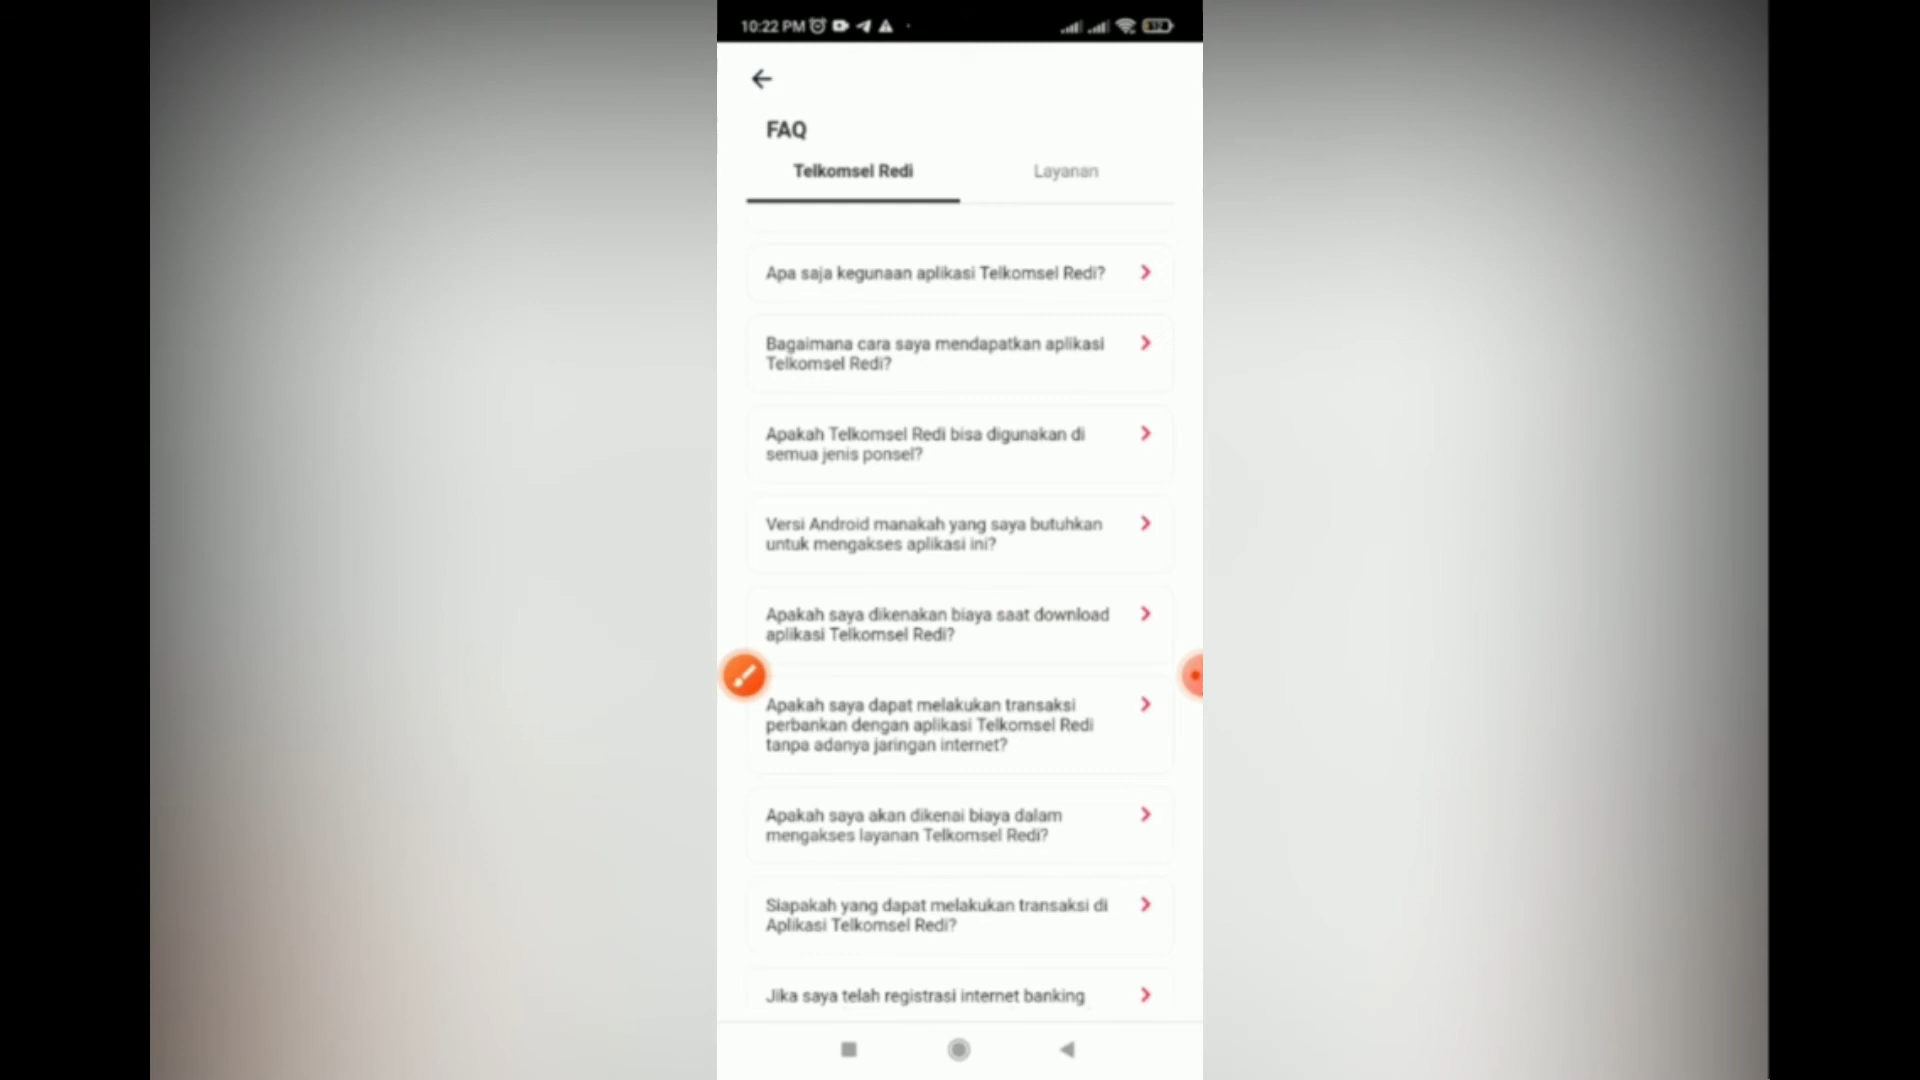 10:22 PM
12
FAQ
Telkomsel Redi
Layanan
Apa saja kegunaan aplikasi Telkomsel Redi?
Bagaimana cara saya mendapatkan aplikasi
Telkomsel Redi?
Apakah Telkomsel Redi bisa digunakan di
semua jenis ponsel?
Versi Android manakah yang saya butuhkan
untuk mengakses aplikasi ini?
Apakah saya dikenakan biaya saat download
aplikasi Telkomsel Redi?
Apakah saya dapat melakukan transaksi
perbankan dengan aplikasi Telkomsel Redi
tanpa adanya jaringan internet?
Apakah saya akan dikenai biaya dalam
mengakses layanan Telkomsel Redi?
Siapakah yang dapat melakukan transaksi di
Aplikasi Telkomsel Redi?
Jika saya telah registrasi internet banking